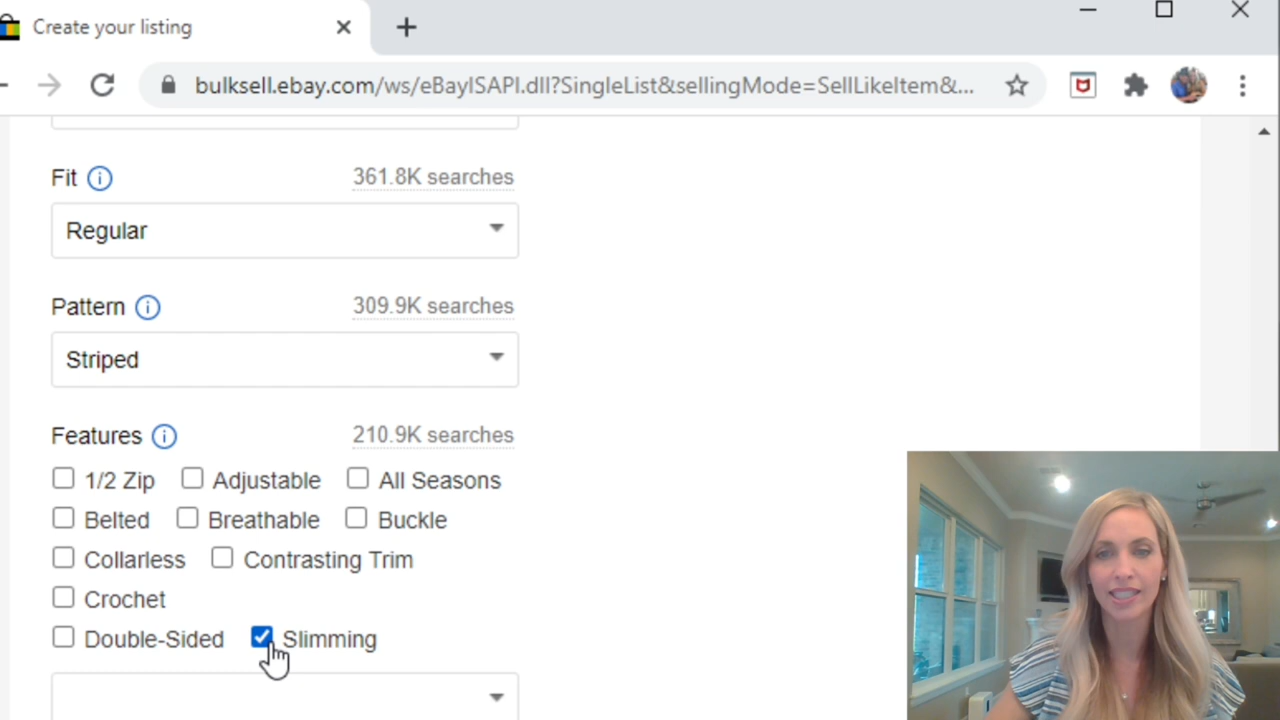 Create your listing
bulksell.ebay.com/ws/eBayISAPI.dll?SingleList&sellingMode=SellLikeItem&...
Fit 361.8K searches
Regular
Pattern 309.9K searches
Striped
Features 210.9K searches
1/2 Zip Adjustable All Seasons
Belted Breathable Buckle
Collarless Contrasting Trim
Crochet
Double-Sided Slimming